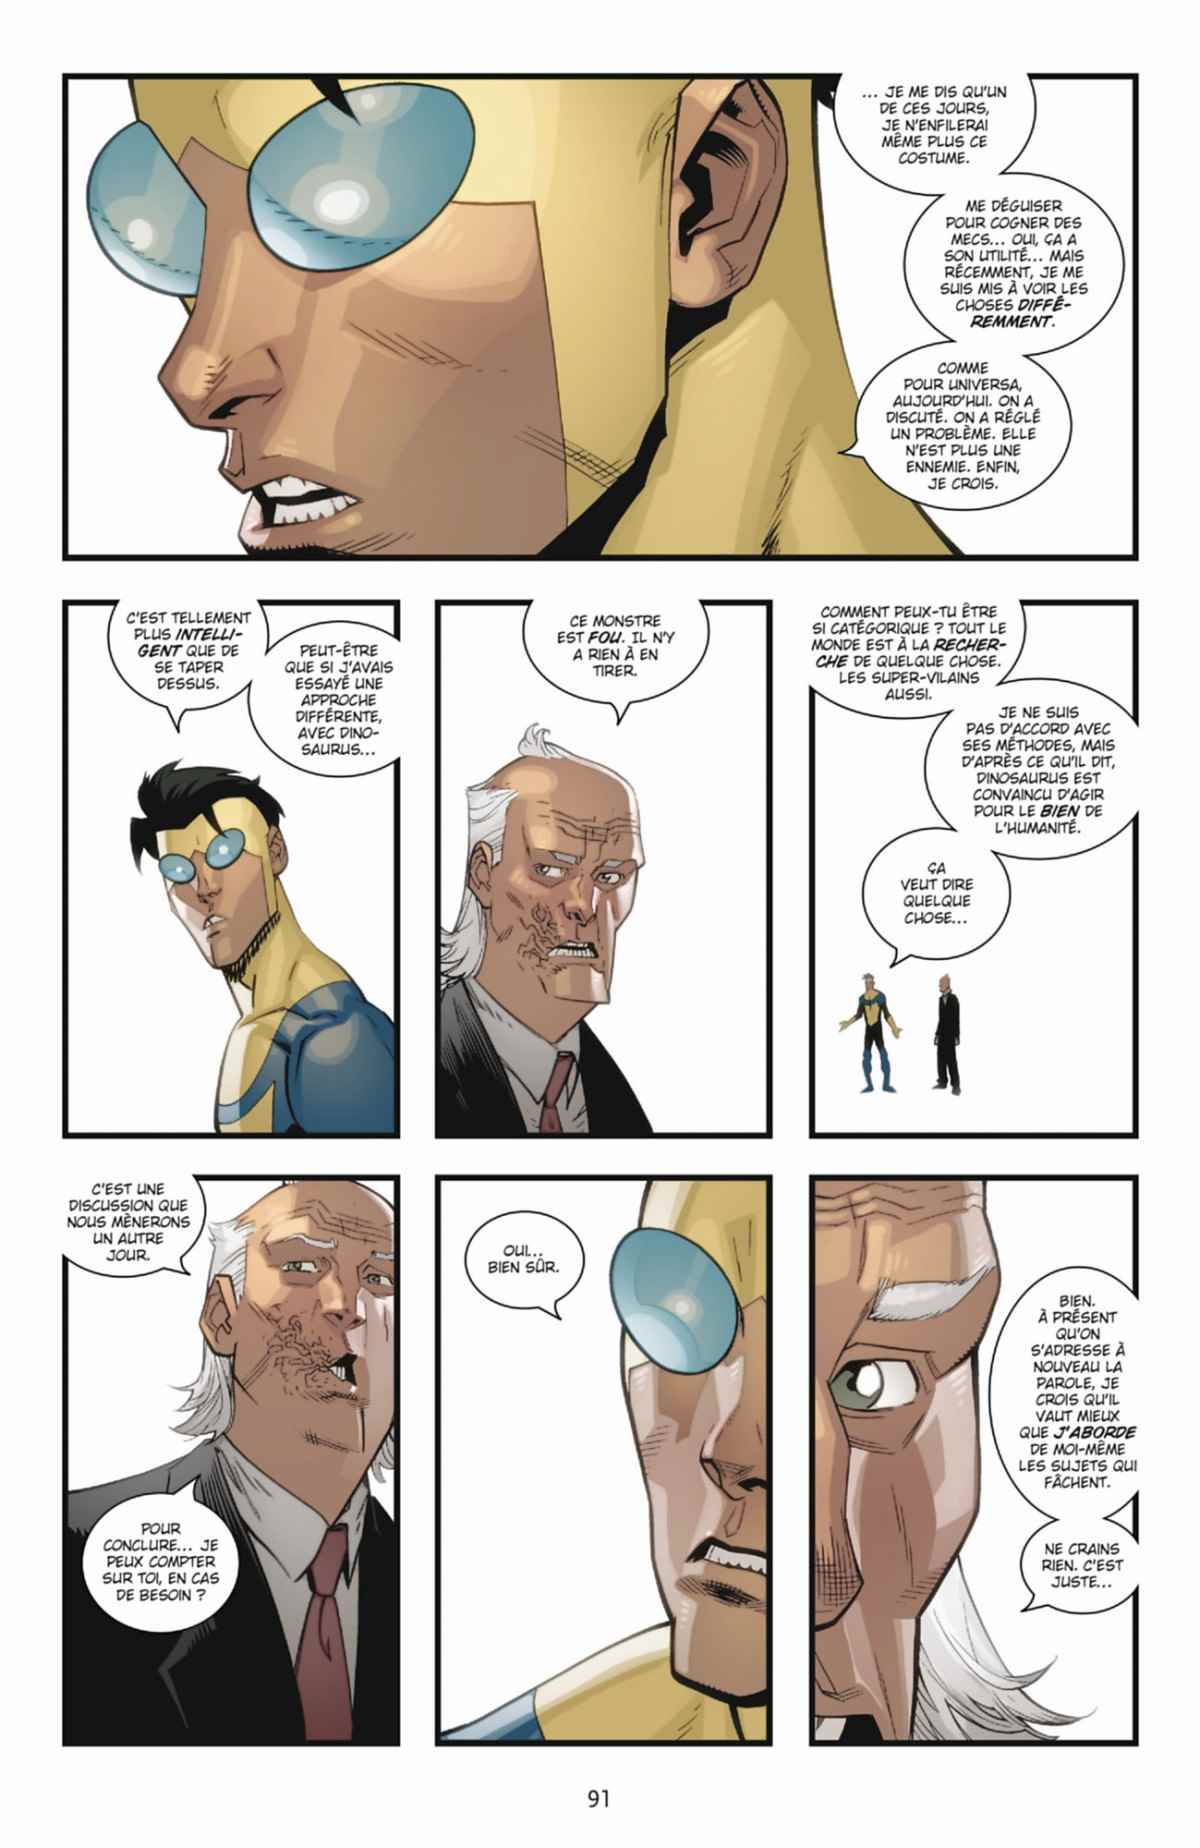 ... JE ME DIS QU'UN
DE CES JOURS,
JE N'ENFILERAI
MÊME PLUS CE
COSTUME.
ME DÉGUISER
POUR COGNER DES
MECS... OUI, ÇA A
SON UTILITÉ... MAIS
RÉCEMMENT, JE ME
SUIS MIS À VOIR LES
CHOSES DIFFÉ-
REMMENT.
COMME
POUR UNIVERSA,
AUJOURD'HUI. ON A
DISCUTÉ. ON A RÉGLÉ
UN PROBLÈME. ELLE
N'EST PLUS UNE
ENNEMIE. ENFIN,
JE CROIS.
C'EST TELLEMENT
PLUS INTELLI-
GENT QUE DE
SE TAPER
DESSUS.
PEUT-ÊTRE
QUE SI J'AVAIS
ESSAYÉ UNE
APPROCHE
DIFFÉRENTE,
AVEC DINO-
SAURUS...
CE MONSTRE
EST FOU. IL N'Y
A RIEN À EN
TIRER.
COMMENT PEUX-TU ÊTRE
SI CATÉGORIQUE ? TOUT LE
MONDE EST À LA RECHER-
CHE DE QUELQUE CHOSE.
LES SUPER-VILAINS
AUSSI.
JE NE SUIS
PAS D'ACCORD AVEC
SES MÉTHODES, MAIS
D'APRÈS CE QU'IL DIT,
DINOSAURUS EST
CONVAINCU D'AGIR
POUR LE BIEN DE
L'HUMANITÉ.
ÇA
VEUT DIRE
QUELQUE
CHOSE...
C'EST UNE
DISCUSSION QUE
NOUS MÈNERONS
UN AUTRE
JOUR.
POUR
CONCLURE... JE
PEUX COMPTER
SUR TOI, EN CAS
DE BESOIN ?
OUI...
BIEN SÛR.
BIEN.
À PRÉSENT
QU'ON
S'ADRESSE À
NOUVEAU LA
PAROLE, JE
CROIS QU'IL
VAUT MIEUX
QUE J'ABORDE
DE MOI-MÊME
LES SUJETS QUI
FÂCHENT.
NE CRAINS
RIEN. C'EST
JUSTE...
91